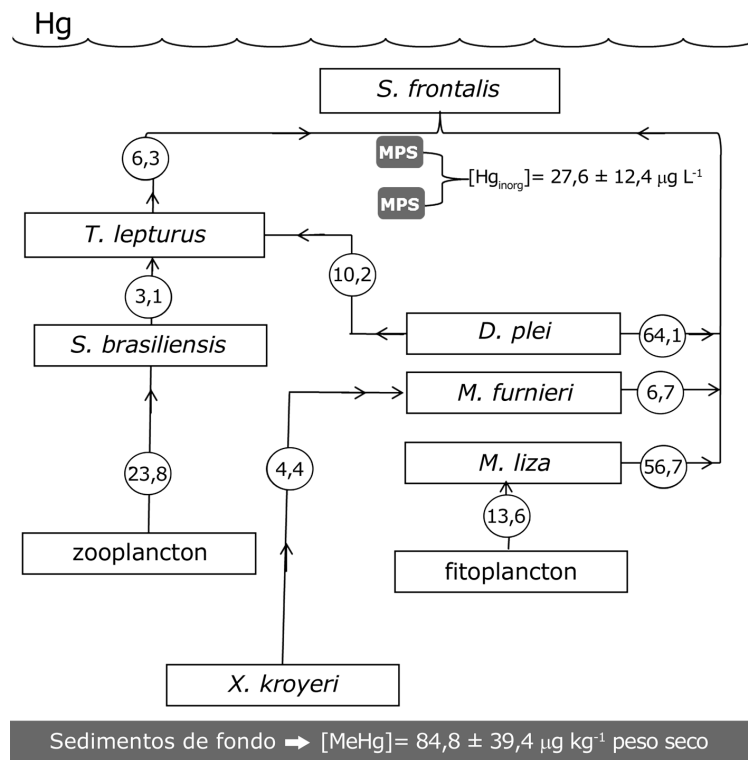 Hg
S. frontalis
6,3
MPS
[Hginorg]= 27,6 ± 12,4 µg L-1
MPS
T. lepturus
10,2
3,1
S. brasiliensis
D. plei
64,1
M. furnieri
6,7
4,4
M. liza
56,7
23,8
13,6
zooplancton
fitoplancton
X. kroyeri
Sedimentos de fondo ➡ [MeHg]= 84,8 ± 39,4 µg kg-1 peso seco